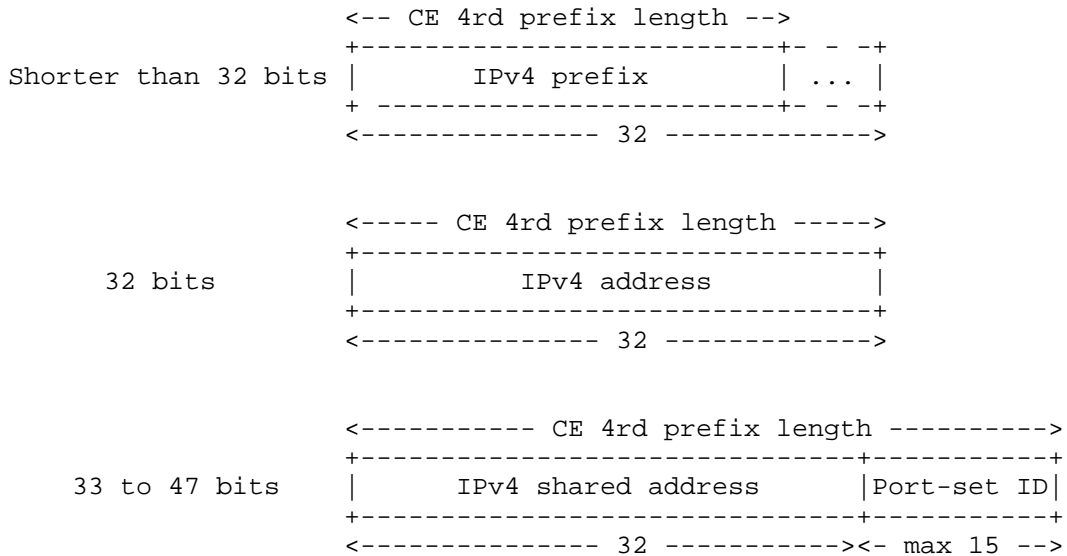 <-- CE 4rd prefix length -->
+---------------------------+- - -+
Shorter than 32 bits | IPv4 prefix | ... |
+ --------------------------+- - -+
<--------------- 32 ------------->
<----- CE 4rd prefix length ----->
+---------------------------------+
32 bits | IPv4 address |
+---------------------------------+
<--------------- 32 ------------->
<----------- CE 4rd prefix length ---------->
+--------------------------------+-----------+
33 to 47 bits | IPv4 shared address |Port-set ID|
+--------------------------------+-----------+
<--------------- 32 -----------><- max 15 -->